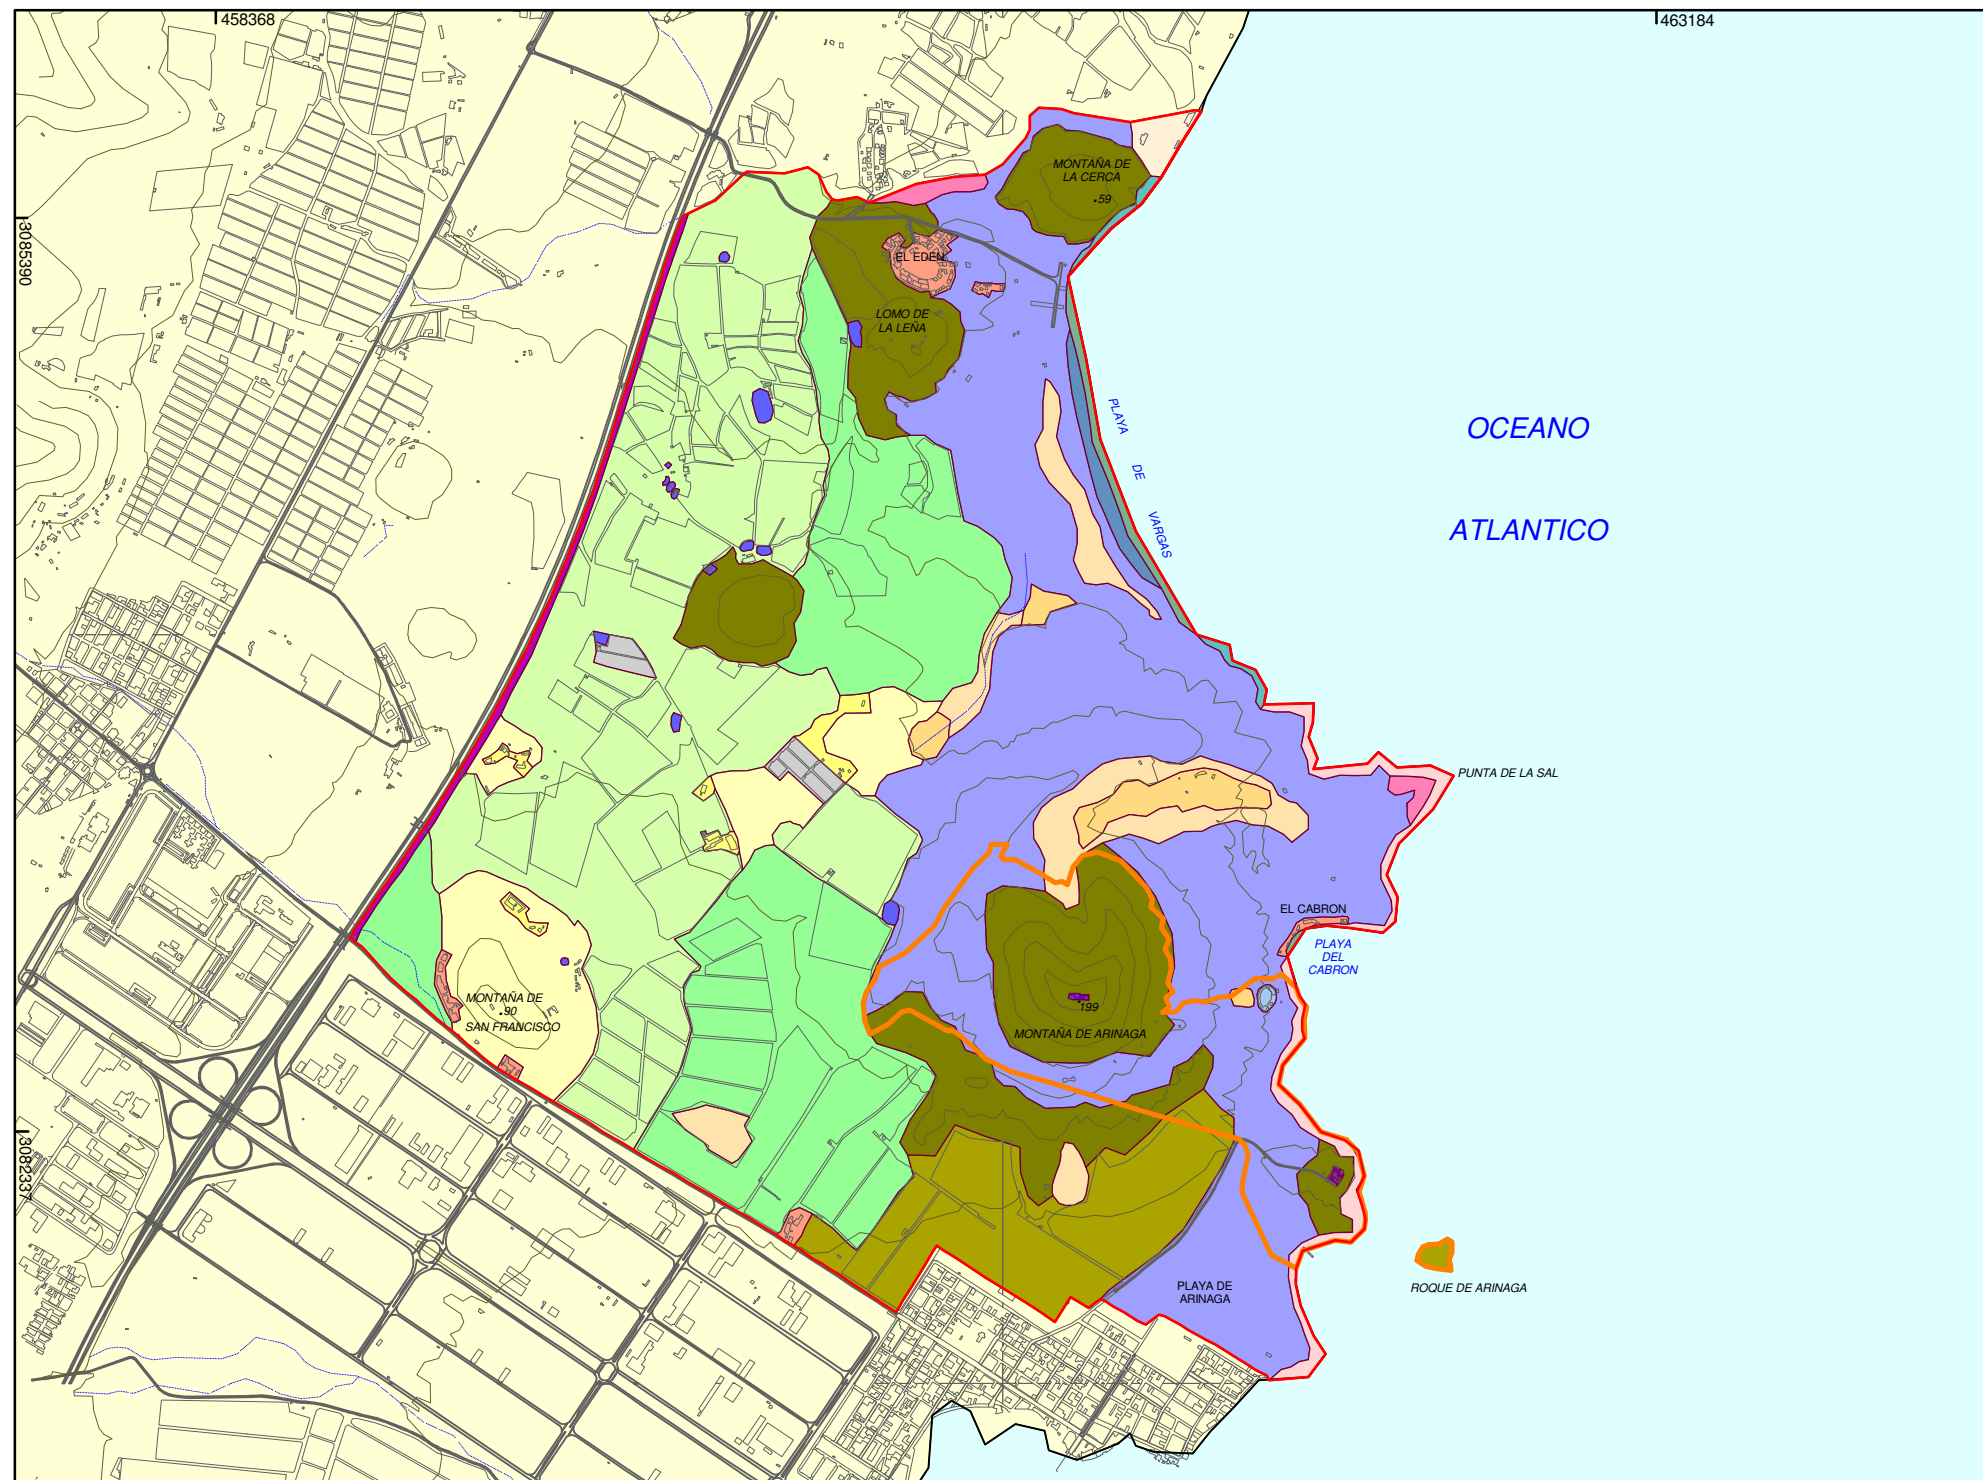 458368
463184
3085390
3082337
MONTAÑA DE
LA CERCA
59
EL EDEN
LOMO DE
LA LEÑA
PLAYA
DE
VARGAS
OCEANO
ATLANTICO
PUNTA DE LA SAL
EL CABRON
PLAYA
DEL
CABRON
MONTAÑA DE
90
SAN FRANCISCO
199
MONTAÑA DE ARINAGA
PLAYA DE
ARINAGA
ROQUE DE ARINAGA